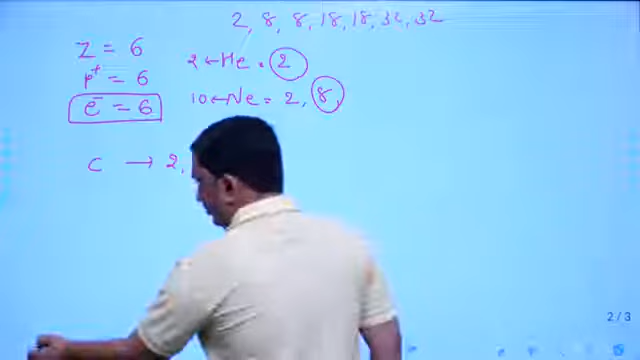 2, 8, 8, 18, 18, 32, 32
Z = 6
p⁺ = 6
e⁻ = 6
2 ← He = 2
10 ← Ne = 2, 8,
C → 2,
2 / 3